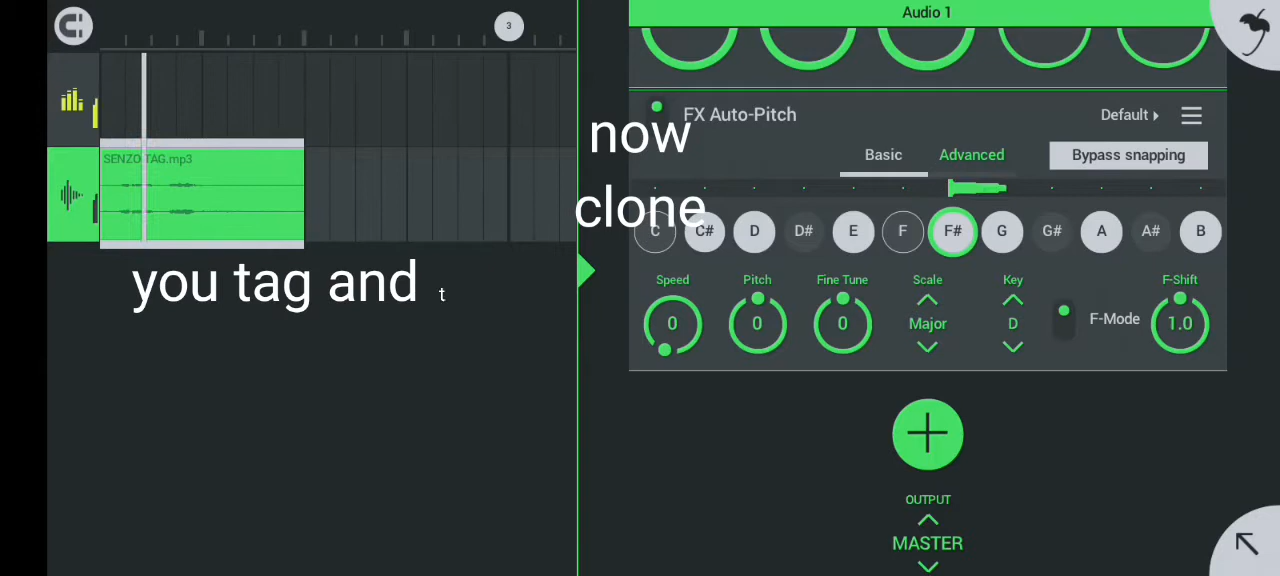 3
Audio 1
FX Auto-Pitch
Default
Basic
Advanced
Bypass snapping
SENZO TAG.mp3
now
clone
you tag and t
C
C#
D
D#
E
F
F#
G
G#
A
A#
B
Speed
Pitch
Fine Tune
Scale
Key
F-Shift
0
0
0
Major
D
F-Mode
1.0
OUTPUT
MASTER